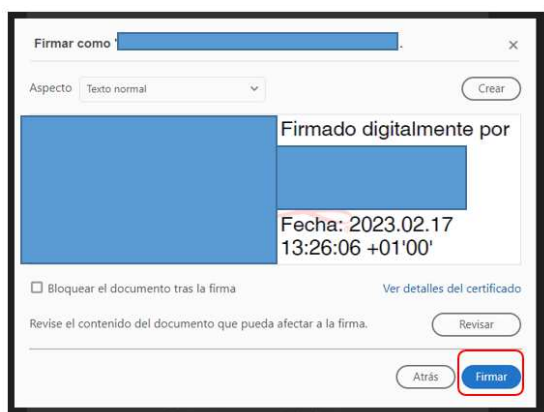 Firmar como '.
×
Aspecto Texto normal Crear
Firmado digitalmente por
Fecha: 2023.02.17
13:26:06 +01'00'
Bloquear el documento tras la firma Ver detalles del certificado
Revise el contenido del documento que pueda afectar a la firma. Revisar
Atrás Firmar